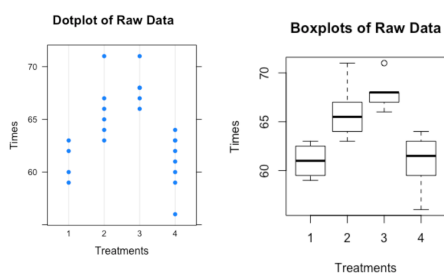 Dotplot of Raw Data
70
65
60
Times
1 2 3 4
Treatments
Boxplots of Raw Data
70
65
60
Times
1 2 3 4
Treatments